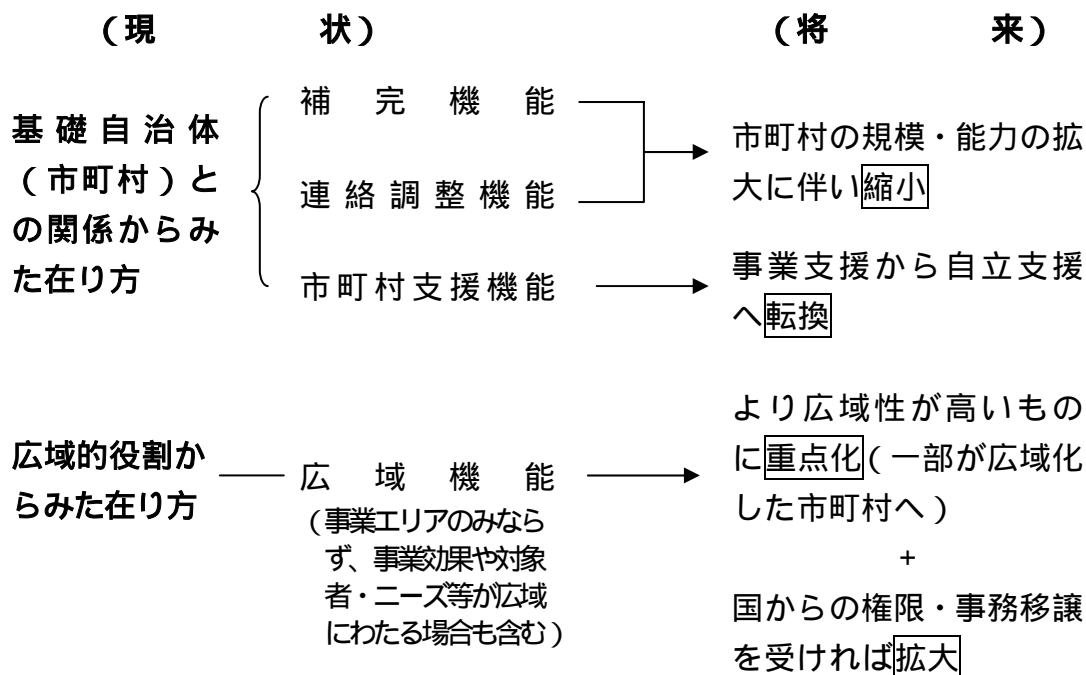 （現　状）
（将　来）
基礎自治体
（市町村）と
の関係からみ
た在り方
補完機能
連絡調整機能
市町村支援機能
市町村の規模・能力の拡
大に伴い縮小
事業支援から自立支援
へ転換
広域的役割か
らみた在り方
広域機能
（事業エリアのみなら
ず、事業効果や対象
者・ニーズ等が広域
にわたる場合も含む）
より広域性が高いもの
に重点化（一部が広域化
した市町村へ）
+
国からの権限・事務移譲
を受ければ拡大